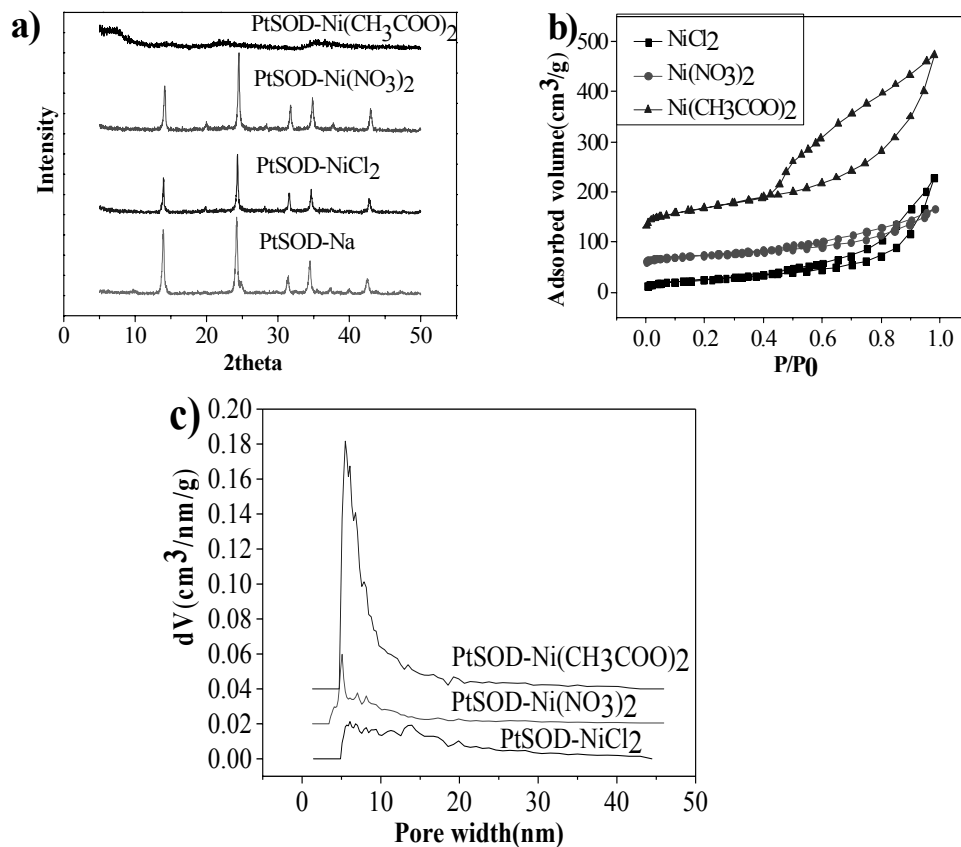 a)
PtSOD-Ni(CH3COO)2
PtSOD-Ni(NO3)2
PtSOD-NiCl2
PtSOD-Na
Intensity
0 10 20 30 40 50
2theta
b)
NiCl2
Ni(NO3)2
Ni(CH3COO)2
500
400
300
200
100
0
Adsorbed volume(cm3/g)
0.0 0.2 0.4 0.6 0.8 1.0
P/P0
c)
0.20
0.18
0.16
0.14
0.12
0.10
0.08
0.06
0.04
0.02
0.00
dV(cm3/nm/g)
PtSOD-Ni(CH3COO)2
PtSOD-Ni(NO3)2
PtSOD-NiCl2
0 10 20 30 40 50
Pore width(nm)